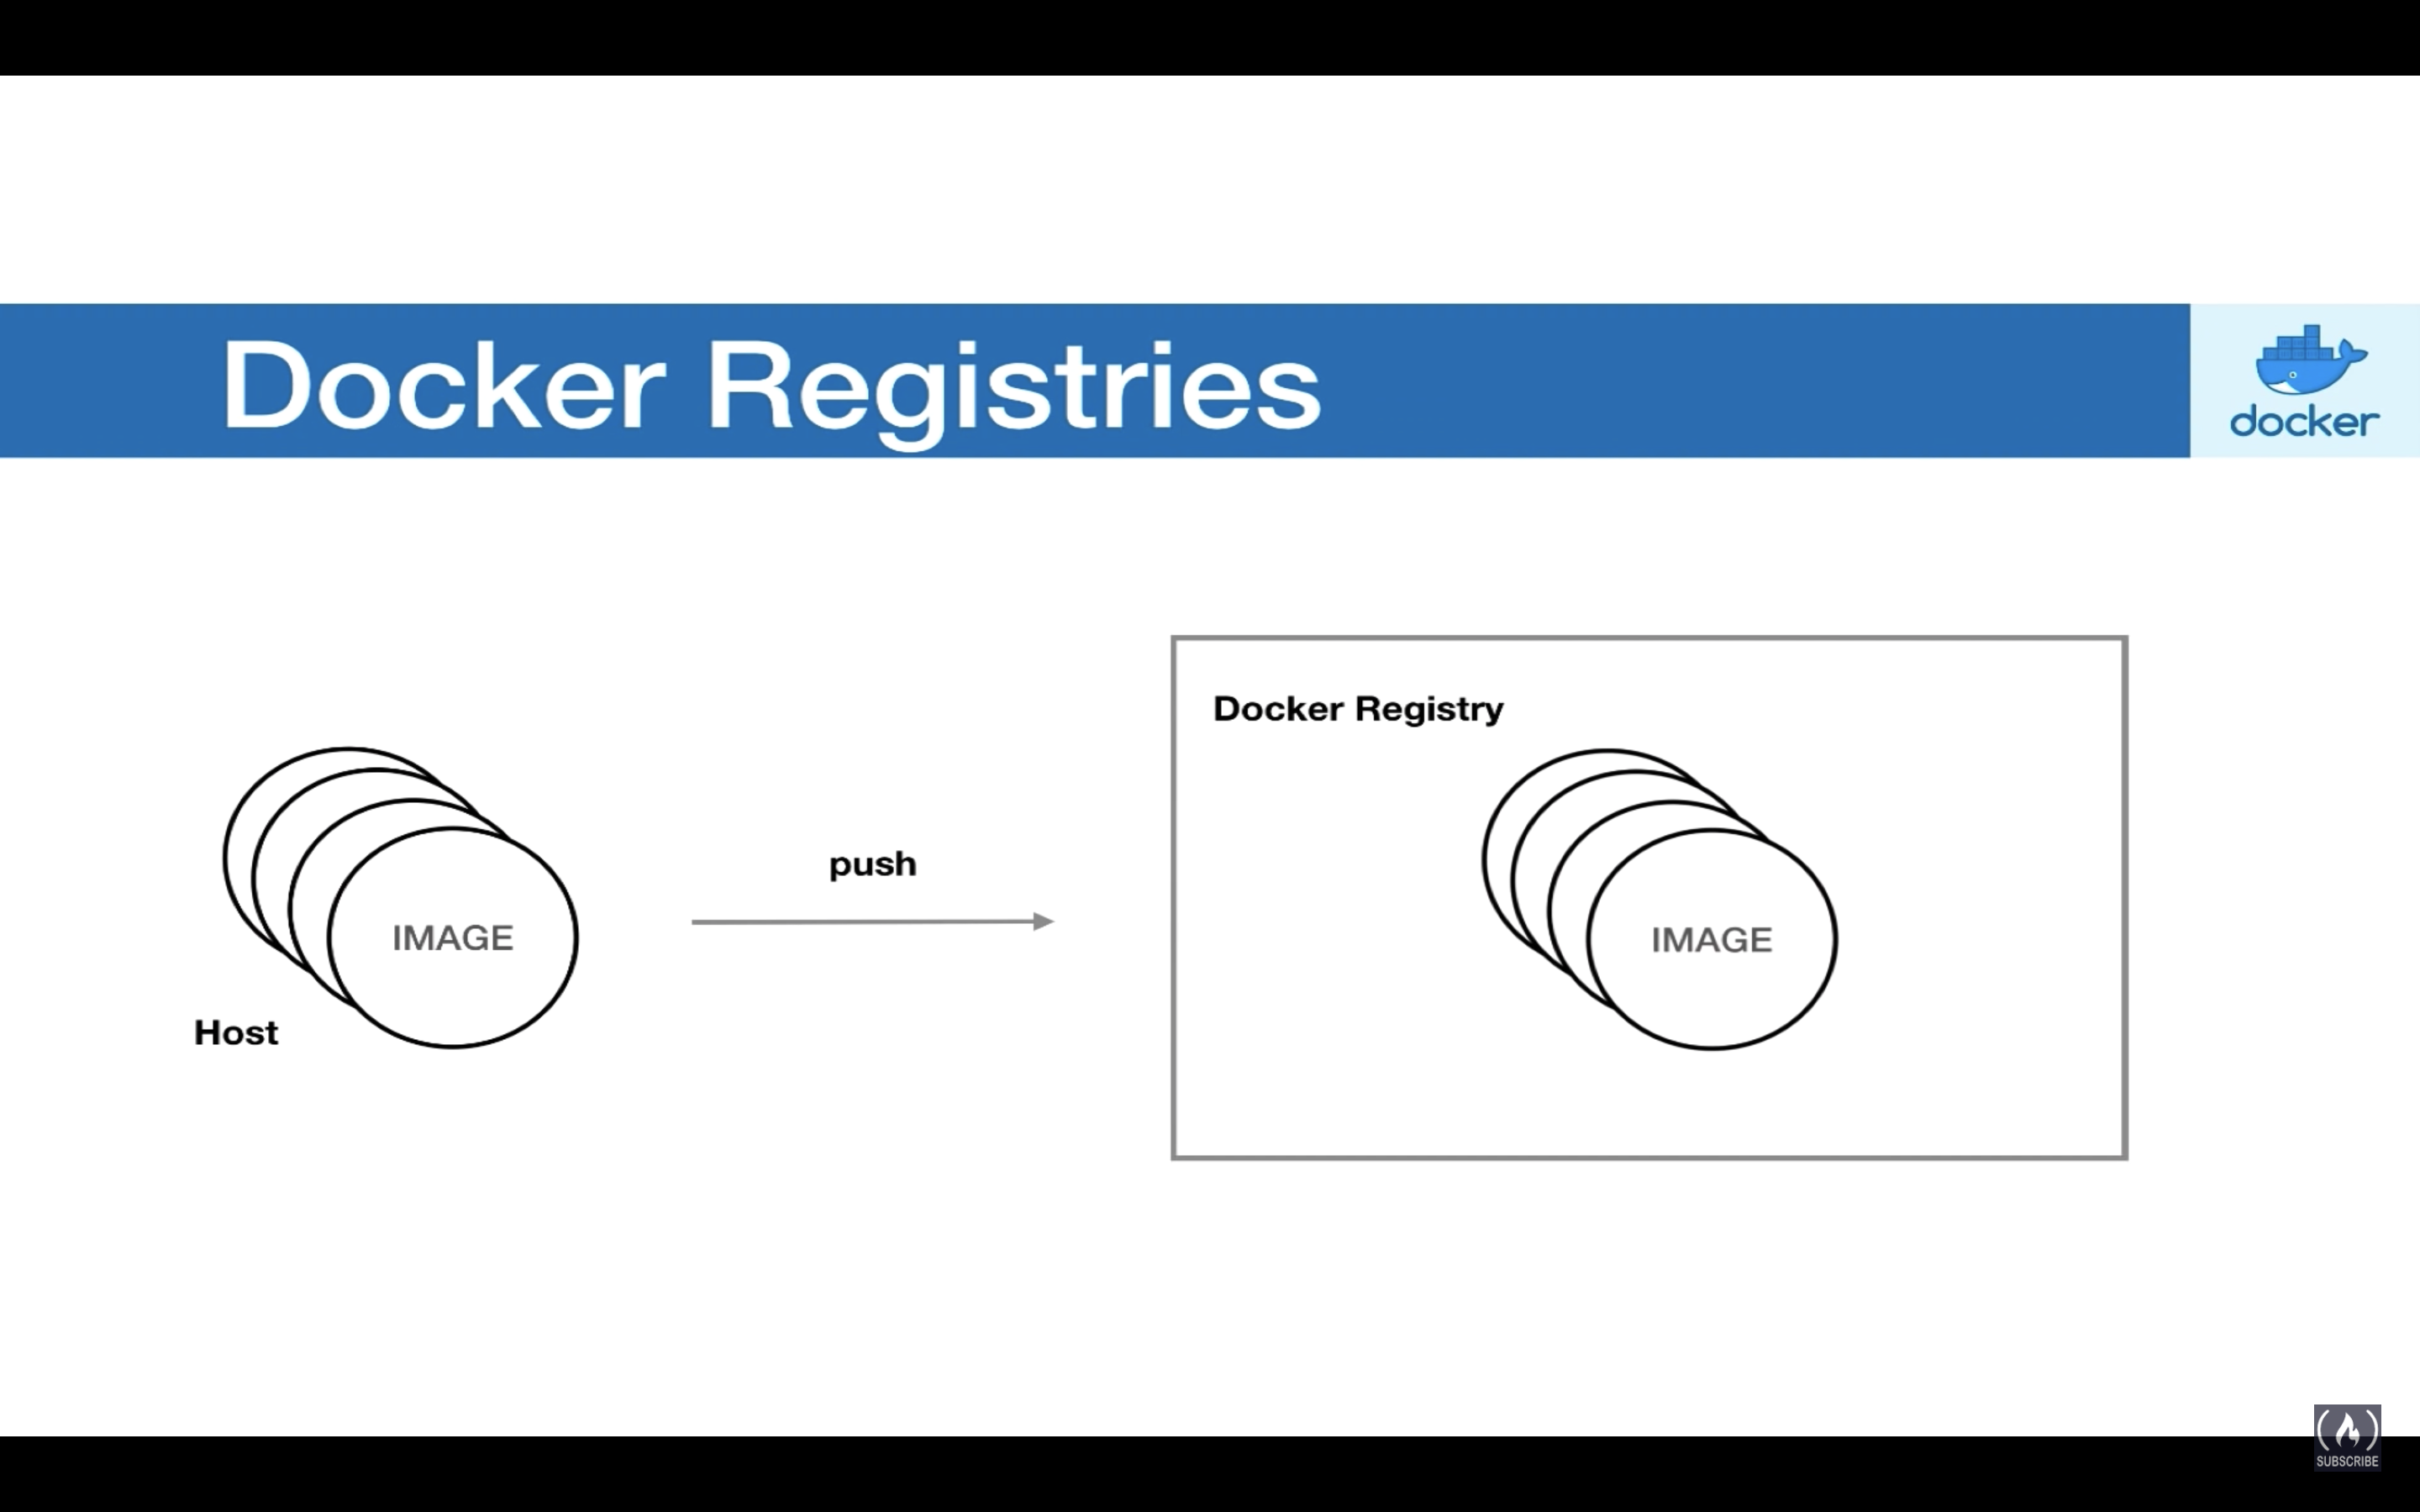 Docker Registries
docker
Docker Registry
push
IMAGE
IMAGE
Host
SUBSCRIBE